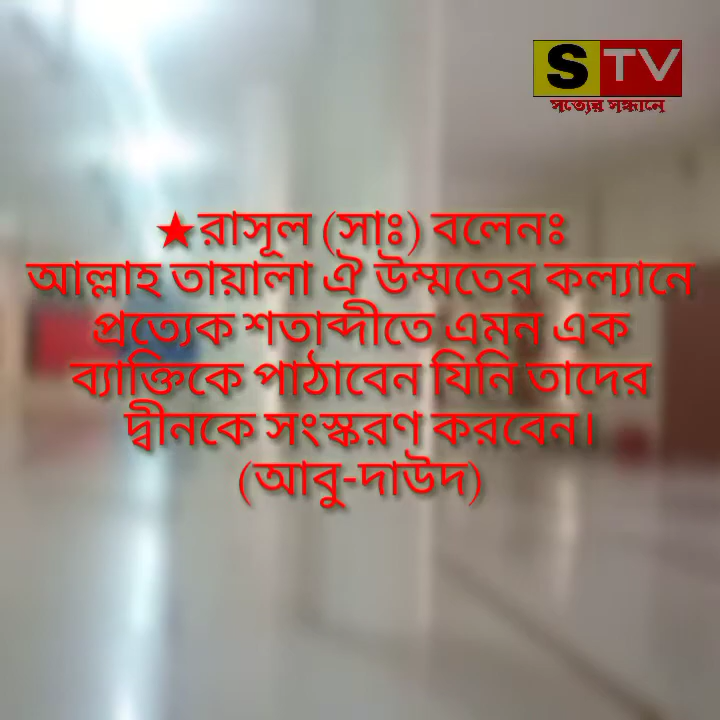 STV
সত্যের সন্ধানে
★রাসূল (সাঃ) বলেনঃ
আল্লাহ তায়ালা ঐ উম্মতের কল্যানে
প্রত্যেক শতাব্দীতে এমন এক
ব্যাক্তিকে পাঠাবেন যিনি তাদের
দ্বীনকে সংস্করণ করবেন।
(আবু-দাউদ)